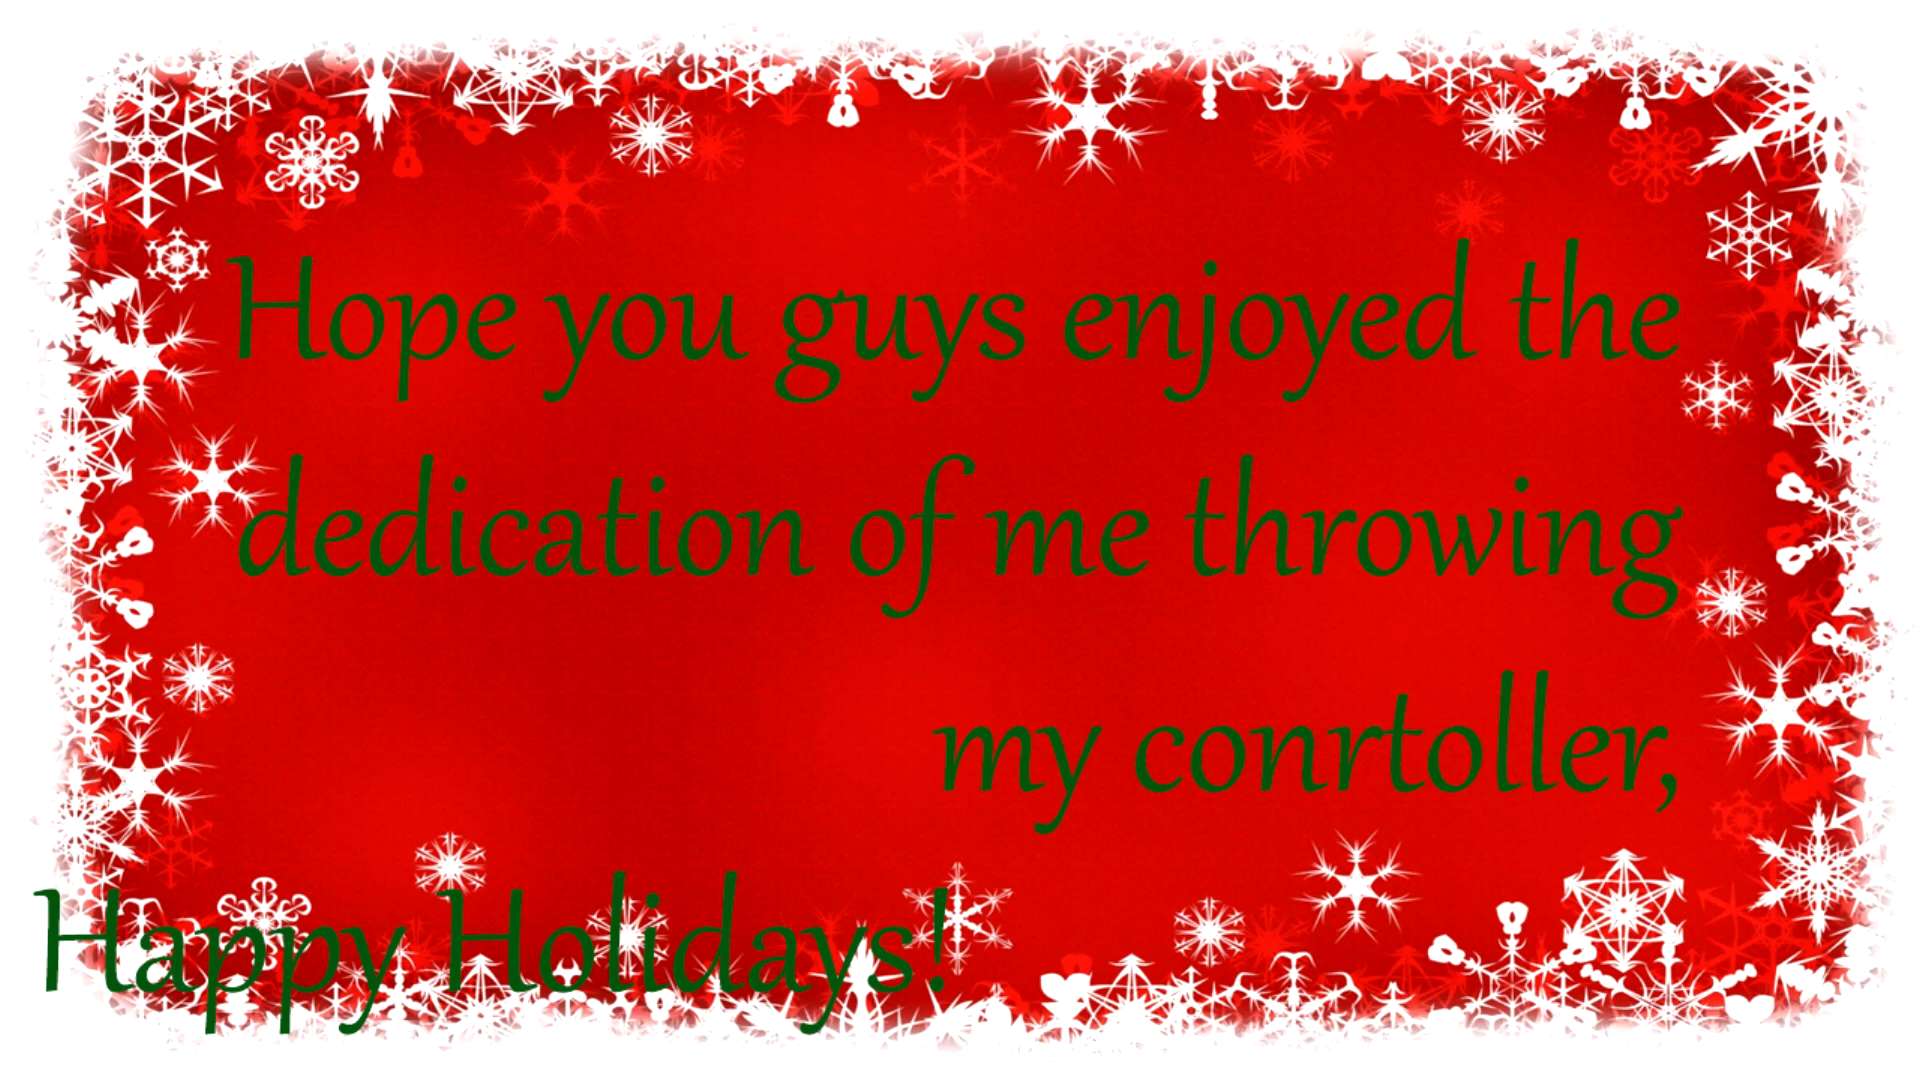 Hope you guys enjoyed the
dedication of me throwing
my conrtoller,
Happy Holidays!